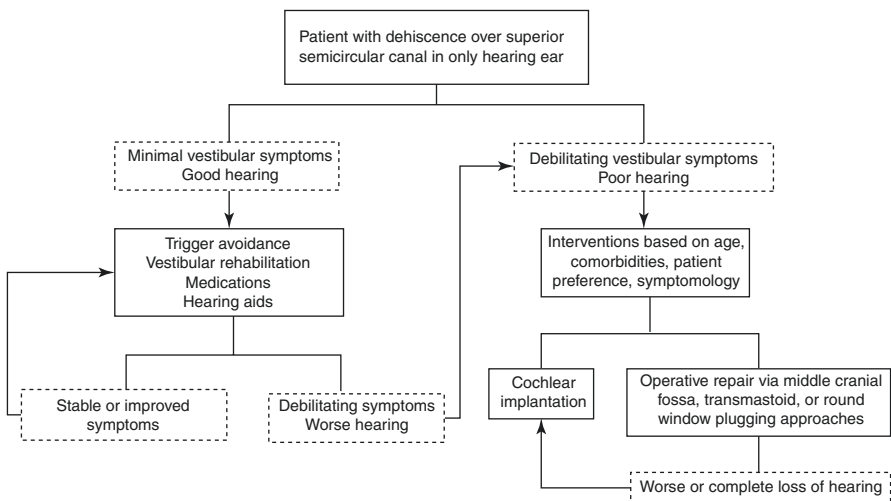 Patient with dehiscence over superior
semicircular canal in only hearing ear
Minimal vestibular symptoms
Good hearing
Debilitating vestibular symptoms
Poor hearing
Trigger avoidance
Vestibular rehabilitation
Medications
Hearing aids
Interventions based on age,
comorbidities, patient
preference, symptomology
Stable or improved
symptoms
Debilitating symptoms
Worse hearing
Cochlear
implantation
Operative repair via middle cranial
fossa, transmastoid, or round
window plugging approaches
Worse or complete loss of hearing